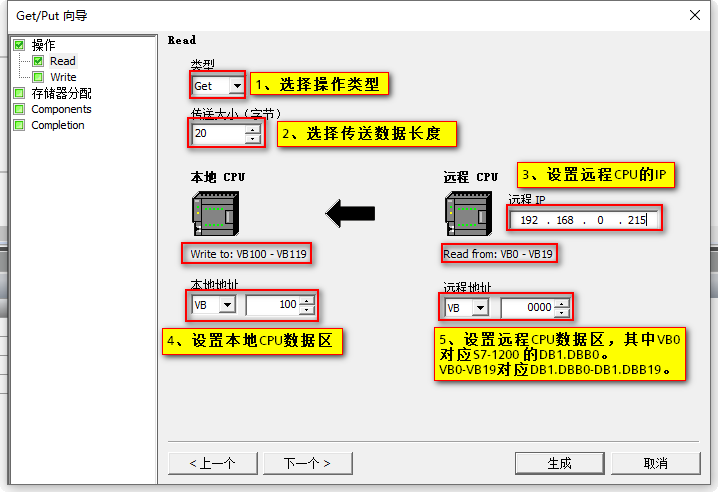 Get/Put 向导
操作
Read
Write
存储器分配
Components
Completion
Read
类型
Get
1、选择操作类型
传送大小（字节）
20
2、选择传送数据长度
本地 CPU
远程 CPU
3、设置远程CPU的IP
远程 IP
192 . 168 . 0 . 215
Write to: VB100 - VB119
Read from: VB0 - VB19
本地地址
VB
100
远程地址
VB
0000
4、设置本地CPU数据区
5、设置远程CPU数据区，其中VB0
对应S7-1200 的DB1.DBB0。
VB0-VB19对应DB1.DBB0-DB1.DBB19。
< 上一个
下一个 >
生成
取消